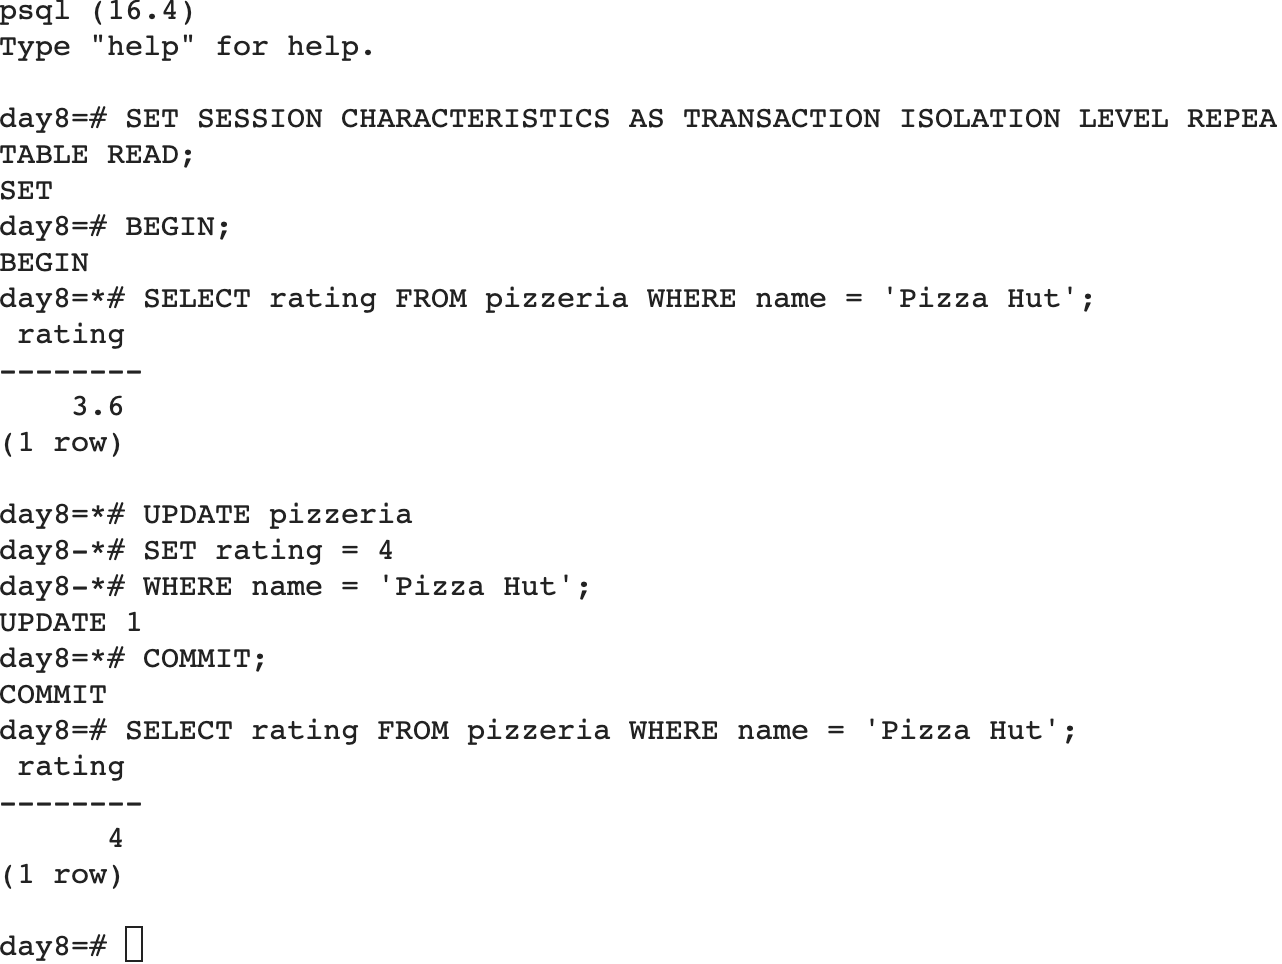 psql (16.4)
Type "help" for help.
day8=# SET SESSION CHARACTERISTICS AS TRANSACTION ISOLATION LEVEL REPEA
TABLE READ;
SET
day8=# BEGIN;
BEGIN
day8=*# SELECT rating FROM pizzeria WHERE name = 'Pizza Hut';
 rating
--------
    3.6
(1 row)
day8=*# UPDATE pizzeria
day8-*# SET rating = 4
day8-*# WHERE name = 'Pizza Hut';
UPDATE 1
day8=*# COMMIT;
COMMIT
day8=# SELECT rating FROM pizzeria WHERE name = 'Pizza Hut';
 rating
--------
      4
(1 row)
day8=#